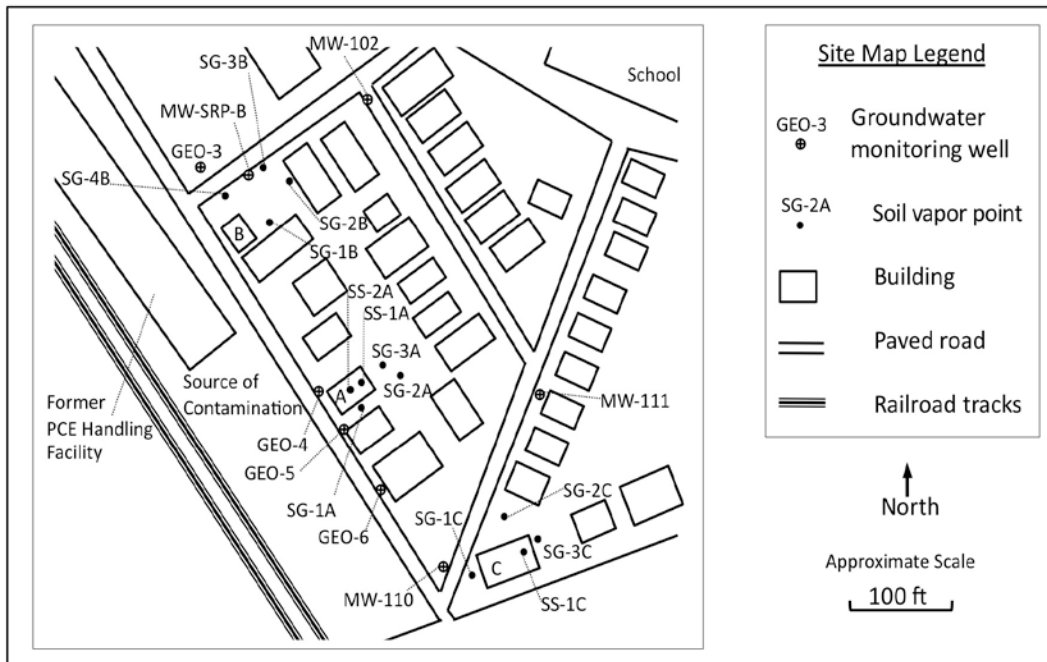 MW-102
SG-3B
School
MW-SRP-B
GEO-3
SG-4B
B
SG-2B
SG-1B
SS-2A
SS-1A
SG-3A
Source of
Contamination
A
SG-2A
Former
PCE Handling
Facility
MW-111
GEO-4
GEO-5
SG-1A
GEO-6
SG-2C
SG-1C
C
SG-3C
MW-110
SS-1C
Site Map Legend
GEO-3
Groundwater
monitoring well
SG-2A
Soil vapor point
Building
Paved road
Railroad tracks
North
Approximate Scale
100 ft